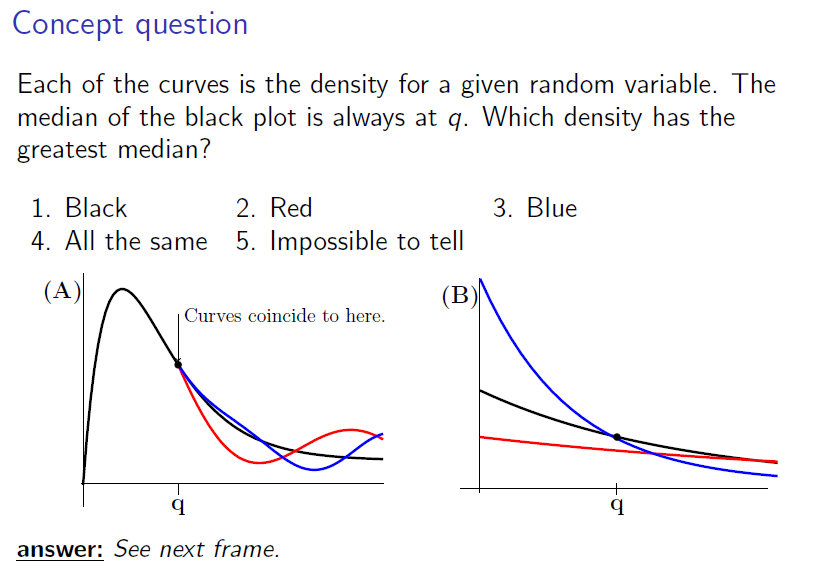 Concept question
Each of the curves is the density for a given random variable. The
median of the black plot is always at q. Which density has the
greatest median?
1. Black 2. Red 3. Blue
4. All the same 5. Impossible to tell
(A) (B)
Curves coincide to here.
q q
answer: See next frame.